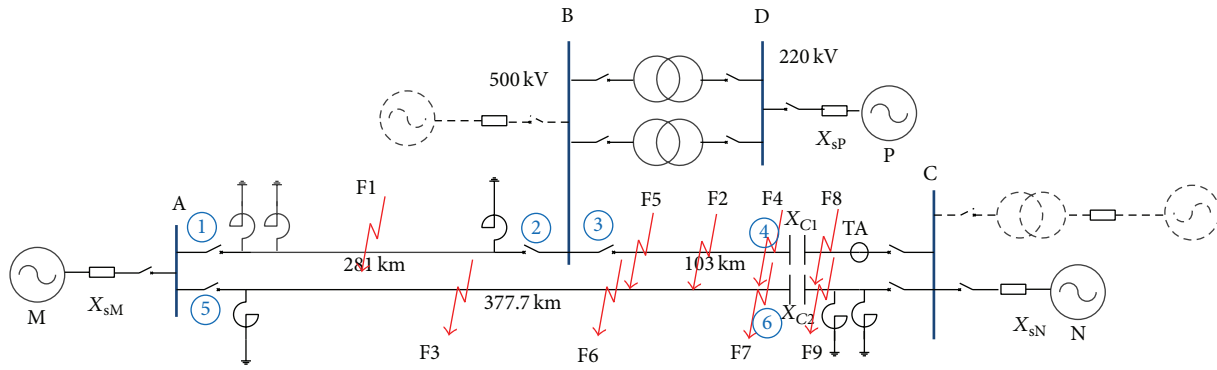 B
D
500 kV
220 kV
X_sP
P
A
F1
F5
F2
F4
F8
C
1
2
3
4
X_C1
TA
281 km
103 km
M
X_sM
5
377.7 km
6
X_C2
X_sN
N
F3
F6
F7
F9